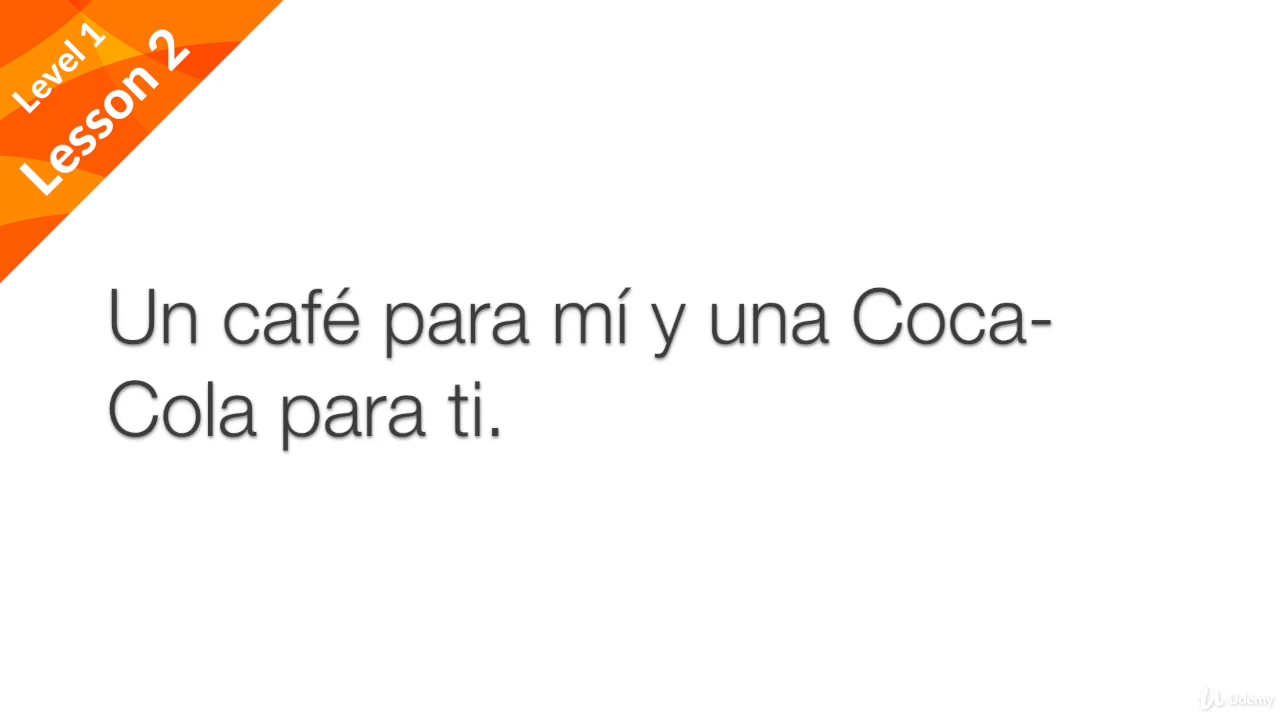 Level 1
Lesson 2
Un café para mí y una Coca-
Cola para ti.
Udemy